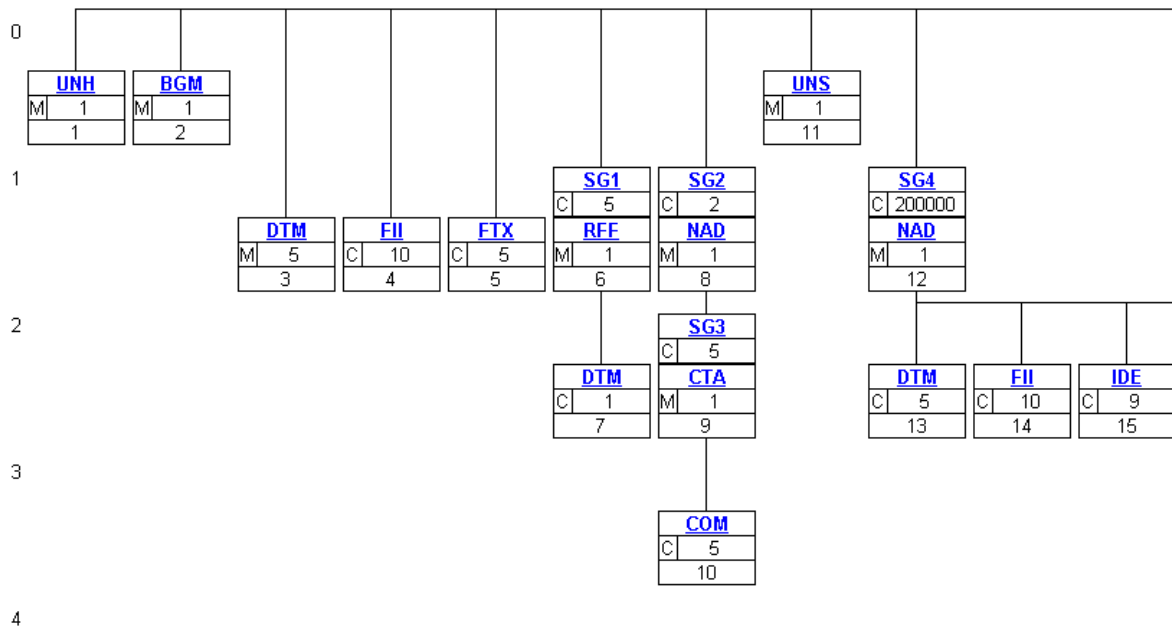 0
UNH BGM UNS
M 1 M 1 M 1
1 2 11
1
SG1 SG2 SG4
C 5 C 2 C 200000
DTM FII FTX RFF NAD NAD
M 5 C 10 C 5 M 1 M 1 M 1
3 4 5 6 8 12
2
SG3
C 5
DTM CTA DTM FII IDE
C 1 M 1 C 5 C 10 C 9
7 9 13 14 15
3
COM
C 5
10
4